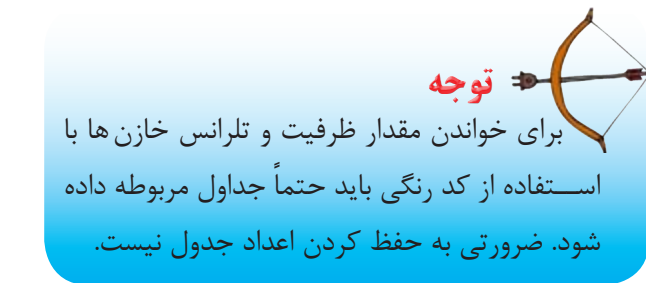 توجه
برای خواندن مقدار ظرفیت و تلرانس خازن‌ها با
اســتفاده از کد رنگی باید حتماً جداول مربوطه داده
شود. ضرورتی به حفظ کردن اعداد جدول نیست.